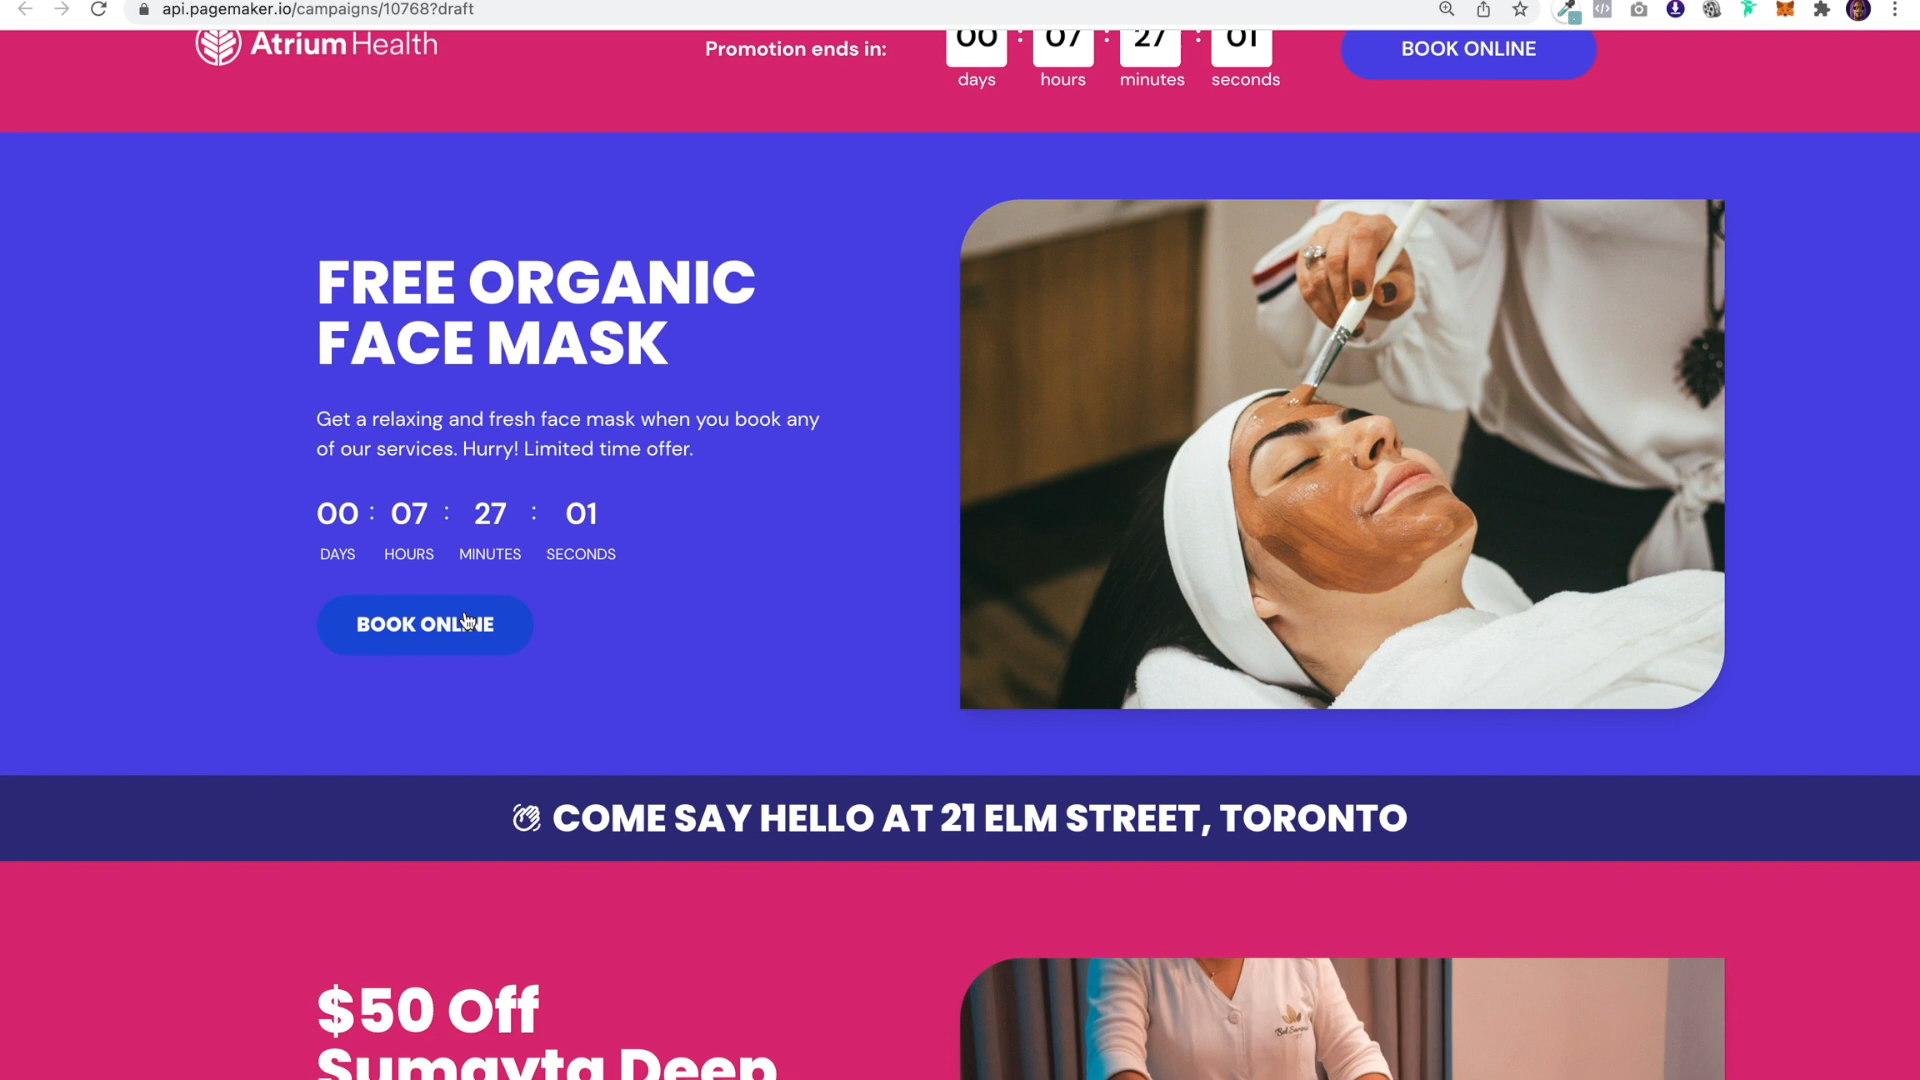 api.pagemaker.io/campaigns/10768?draft
Atrium Health
Promotion ends in:
00 : 07 : 27 : 01
days hours minutes seconds
BOOK ONLINE
FREE ORGANIC
FACE MASK
Get a relaxing and fresh face mask when you book any
of our services. Hurry! Limited time offer.
00 : 07 : 27 : 01
DAYS HOURS MINUTES SECONDS
BOOK ONLINE
COME SAY HELLO AT 21 ELM STREET, TORONTO
$50 Off
Sumayta Deep